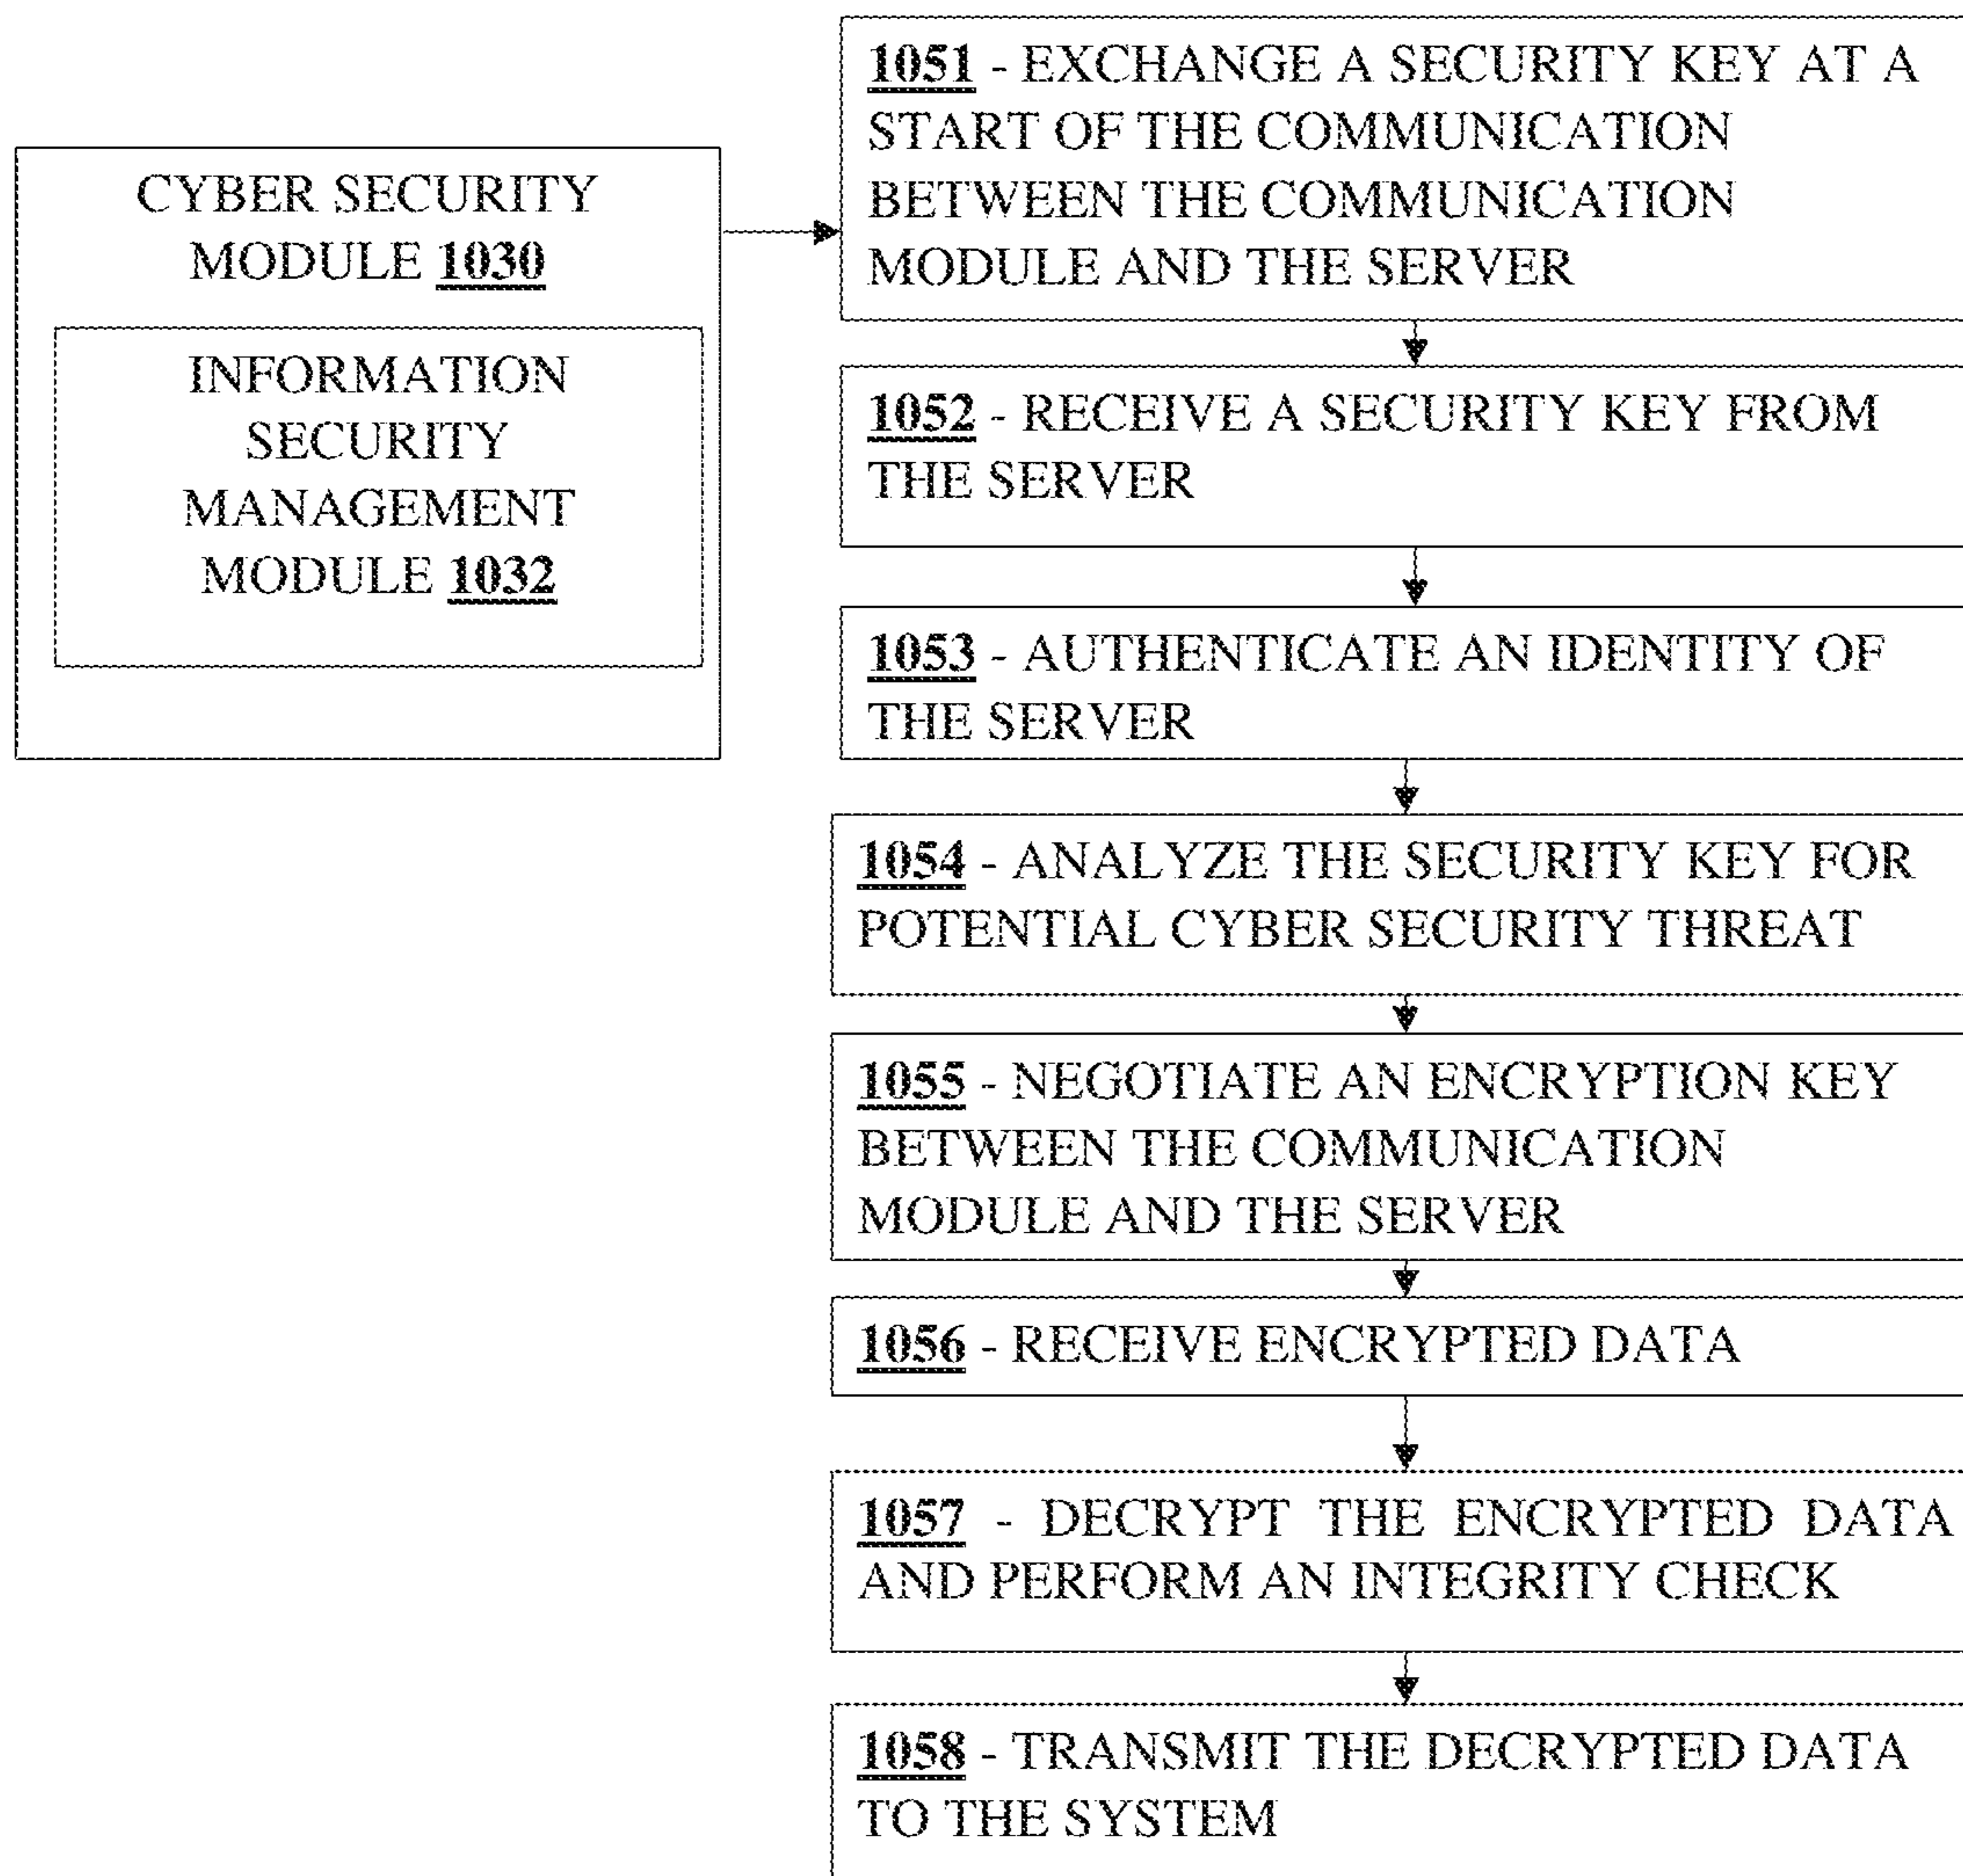 CYBER SECURITY
MODULE 1030
INFORMATION
SECURITY
MANAGEMENT
MODULE 1032
1051 - EXCHANGE A SECURITY KEY AT A
START OF THE COMMUNICATION
BETWEEN THE COMMUNICATION
MODULE AND THE SERVER
1052 - RECEIVE A SECURITY KEY FROM
THE SERVER
1053 - AUTHENTICATE AN IDENTITY OF
THE SERVER
1054 - ANALYZE THE SECURITY KEY FOR
POTENTIAL CYBER SECURITY THREAT
1055 - NEGOTIATE AN ENCRYPTION KEY
BETWEEN THE COMMUNICATION
MODULE AND THE SERVER
1056 - RECEIVE ENCRYPTED DATA
1057 - DECRYPT THE ENCRYPTED DATA
AND PERFORM AN INTEGRITY CHECK
1058 - TRANSMIT THE DECRYPTED DATA
TO THE SYSTEM